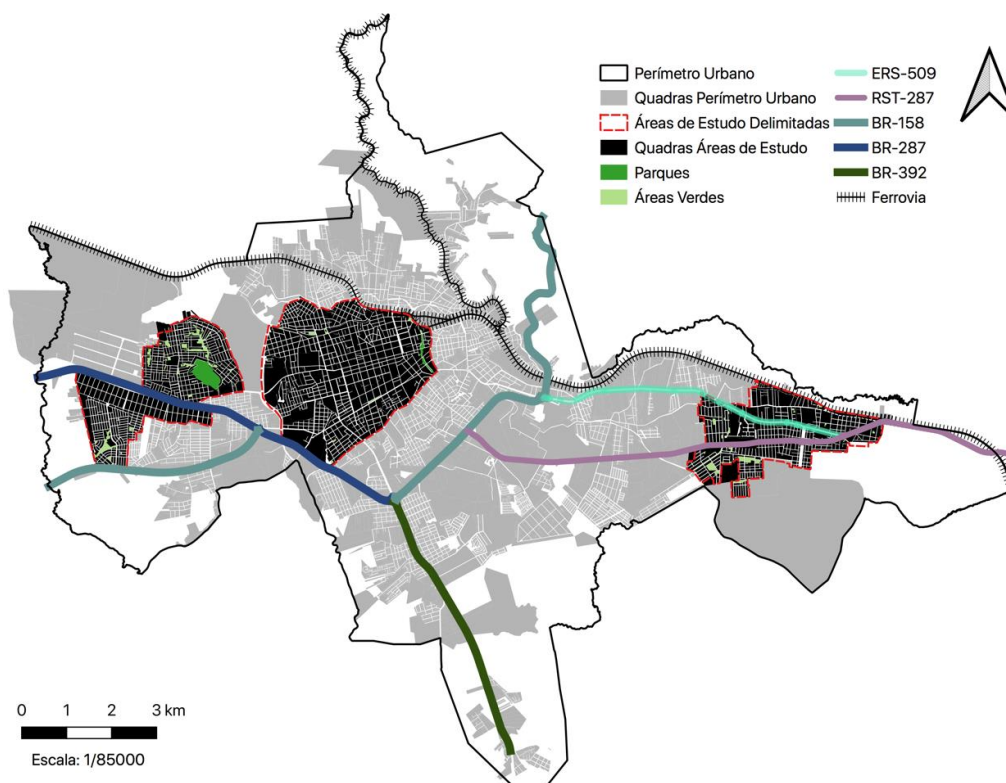 Perímetro Urbano
Quadras Perímetro Urbano
Áreas de Estudo Delimitadas
Quadras Áreas de Estudo
Parques
Áreas Verdes
ERS-509
RST-287
BR-158
BR-287
BR-392
Ferrovia
0 1 2 3 km
Escala: 1/85000